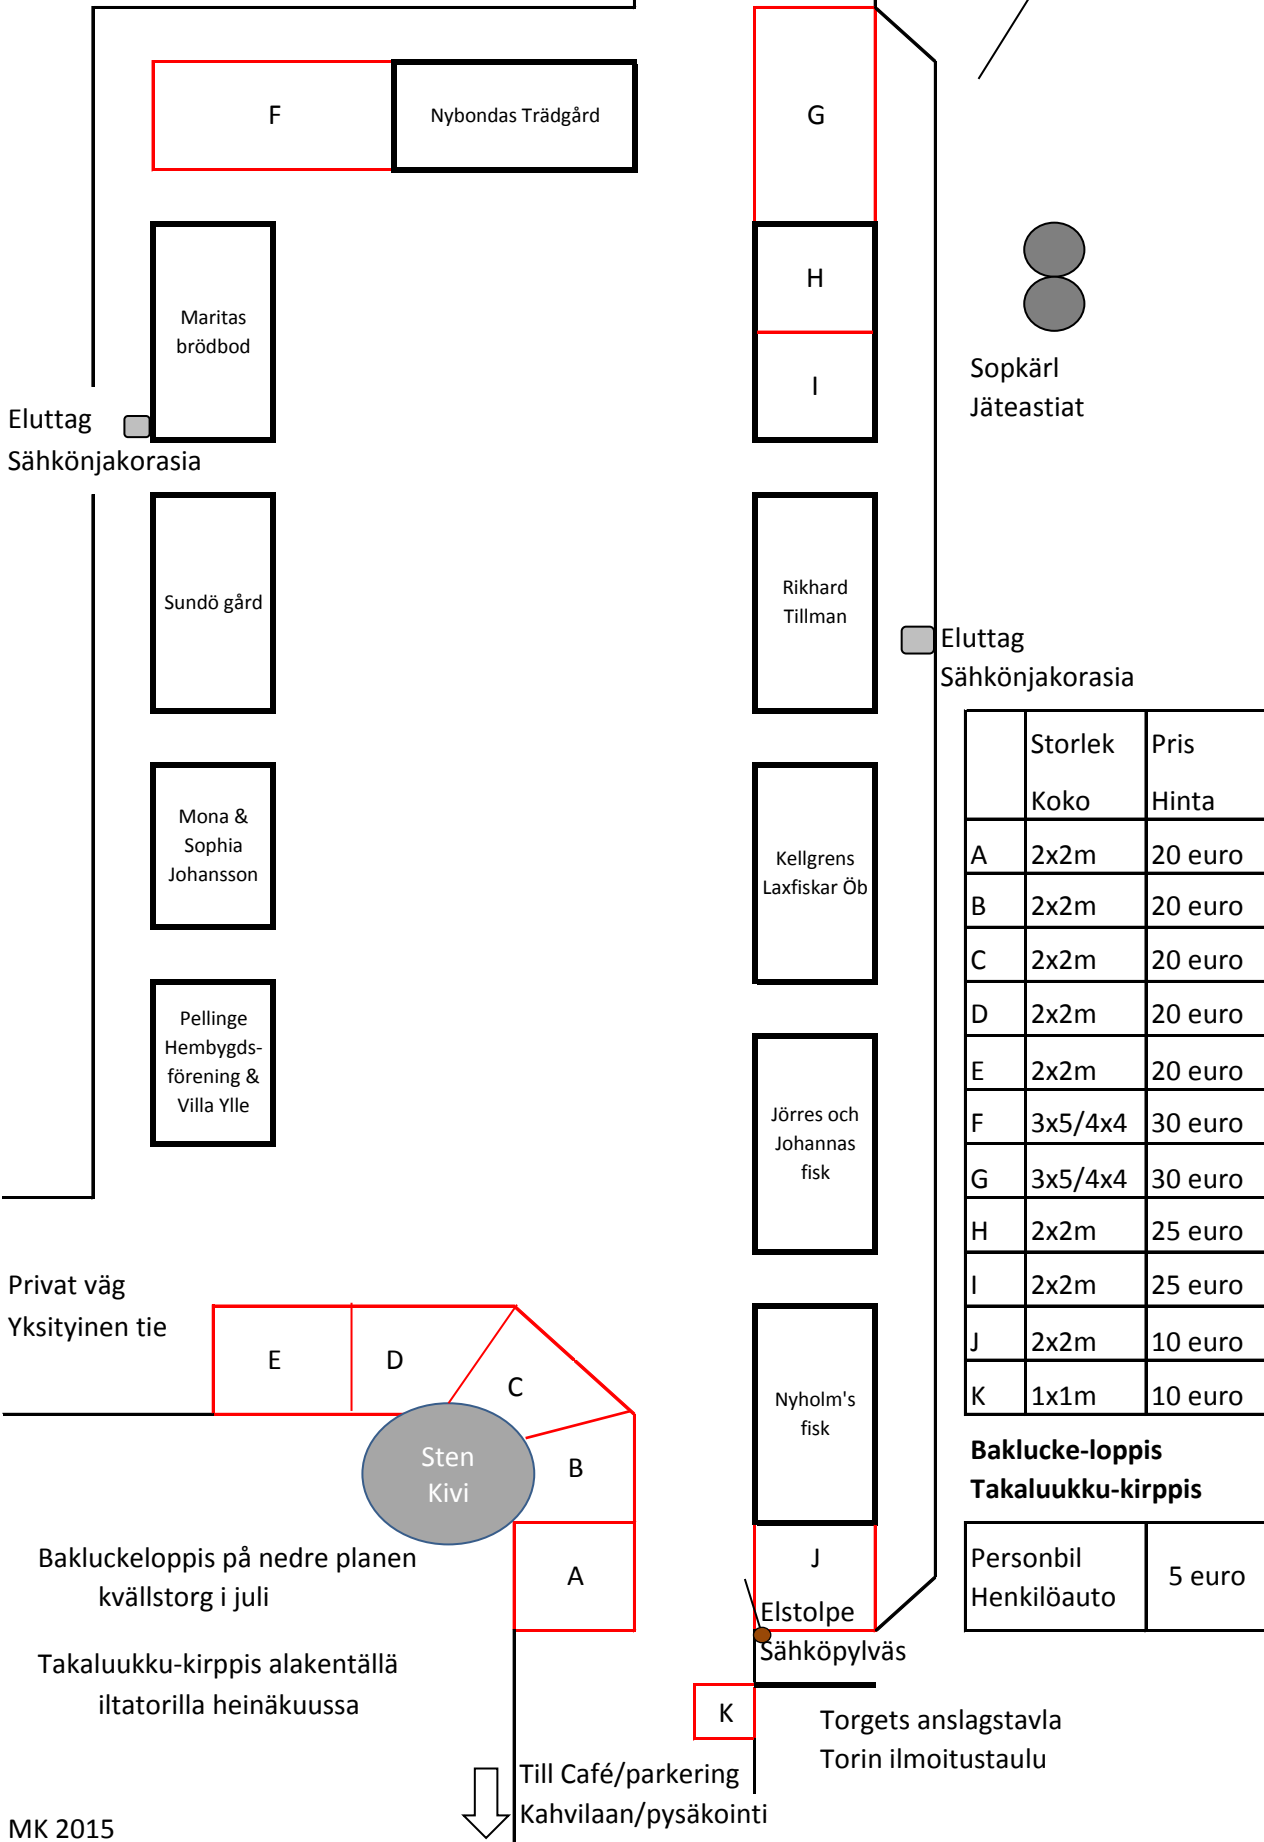 F
Nybondas Trädgård
G
Maritas
brödbod
H
I
Sopkärl
Jäteastiat
Eluttag
Sähkönjakorasia
Sundö gård
Rikhard
Tillman
Eluttag
Sähkönjakorasia
Mona &
Sophia
Johansson
Kellgrens
Laxfiskar Öb
Pellinge
Hembygds-
förening &
Villa Ylle
Jörres och
Johannas
fisk
Storlek Pris
Koko Hinta
A 2x2m 20 euro
B 2x2m 20 euro
C 2x2m 20 euro
D 2x2m 20 euro
E 2x2m 20 euro
F 3x5/4x4 30 euro
G 3x5/4x4 30 euro
H 2x2m 25 euro
I 2x2m 25 euro
J 2x2m 10 euro
K 1x1m 10 euro
Privat väg
Yksityinen tie
E
D
C
B
A
Sten
Kivi
Nyholm's
fisk
Baklucke-loppis
Takaluukku-kirppis
Personbil
Henkilöauto
5 euro
Bakluckeloppis på nedre planen
kvällstorg i juli
Takaluukku-kirppis alakentällä
iltatorilla heinäkuussa
J
Elstolpe
Sähköpylväs
K
Torgets anslagstavla
Torin ilmoitustaulu
Till Café/parkering
Kahvilaan/pysäkointi
MK 2015